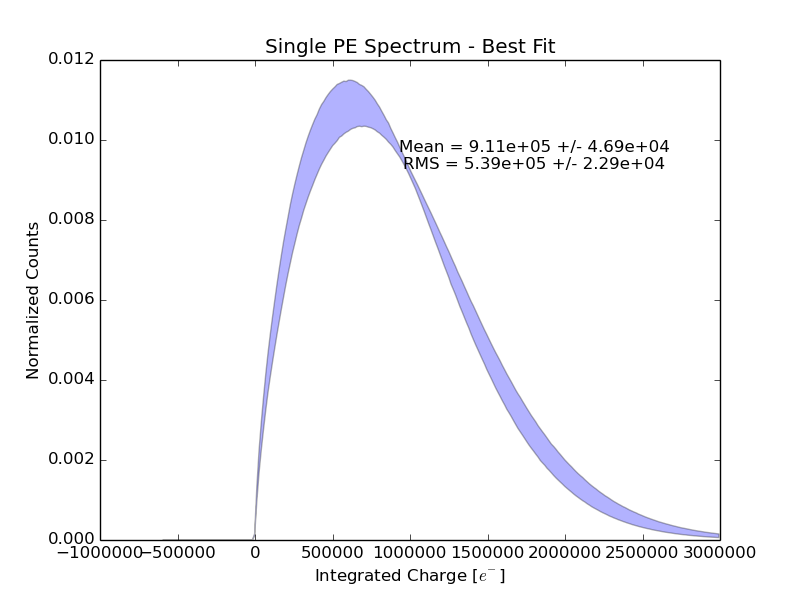 Single PE Spectrum - Best Fit
0.012
0.010
0.008
0.006
0.004
0.002
0.000
Normalized Counts
Mean = 9.11e+05 +/- 4.69e+04
RMS = 5.39e+05 +/- 2.29e+04
−1000000 −500000 0 500000 1000000 1500000 2000000 2500000 3000000
Integrated Charge [e⁻]